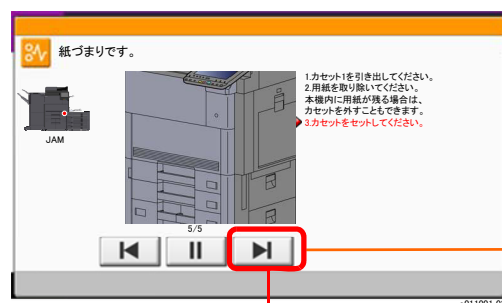 紙づまりです。
JAM
1.カセット1を引き出してください。
2.用紙を取り除いてください。
本機内に用紙が残る場合は、
カセットを外すこともできます。
3.カセットをセットしてください。
5/5